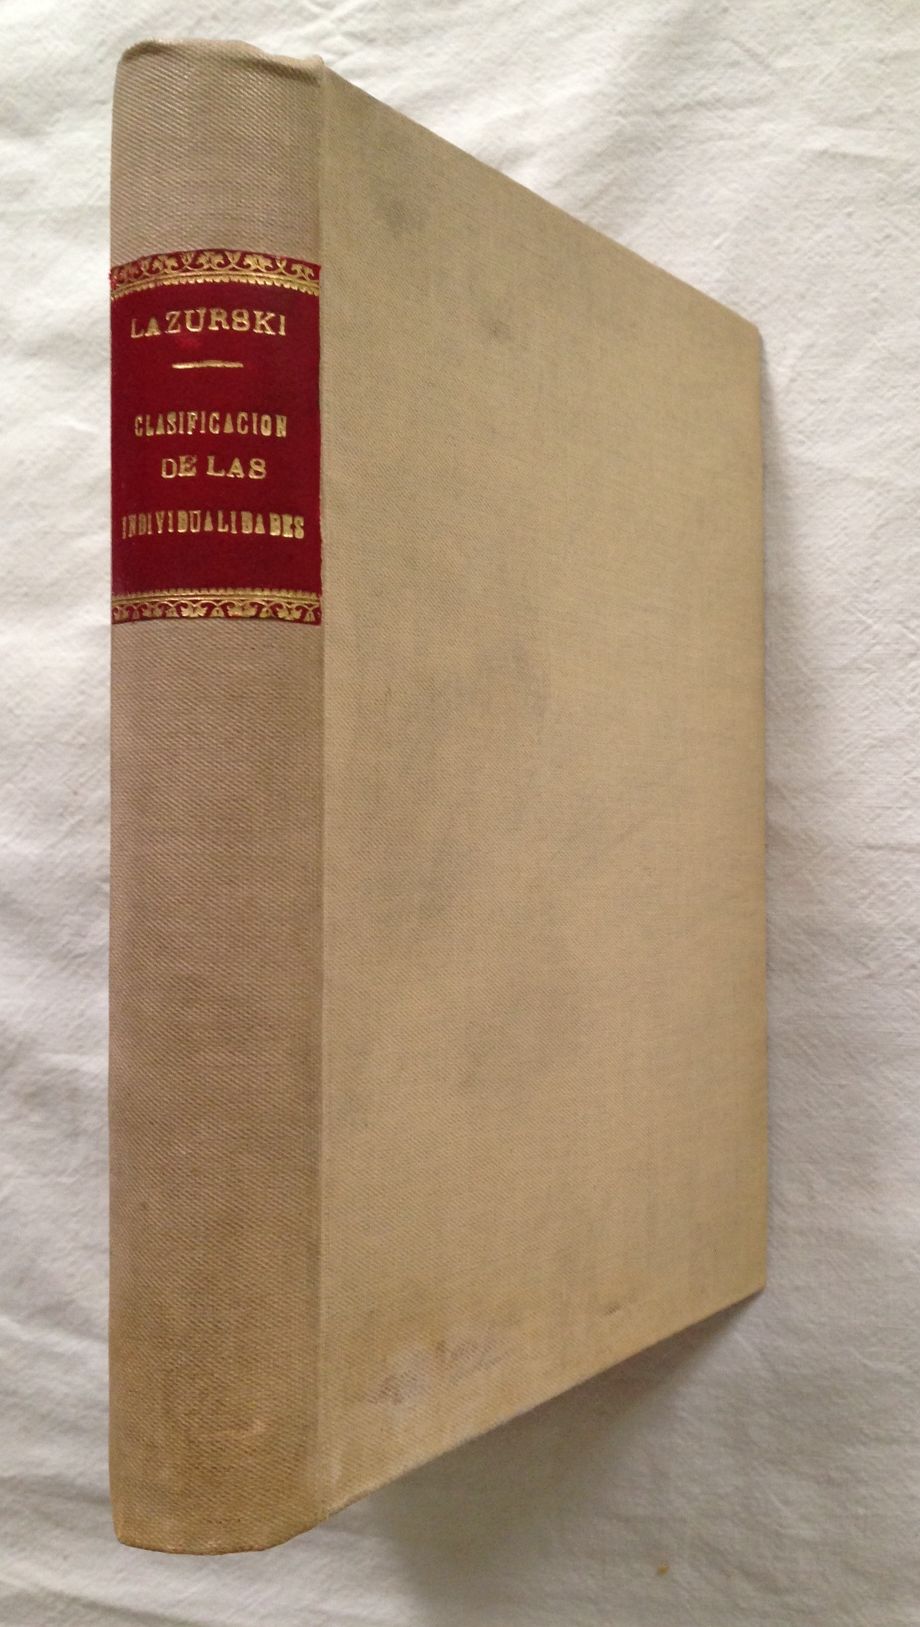 LAZURSKI
CLASIFICACION
DE LAS
INDIVIDUALIDADES